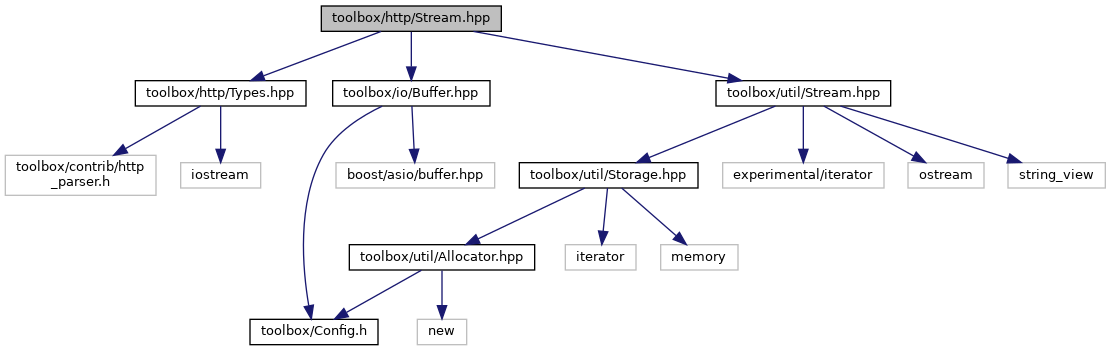 toolbox/http/Stream.hpp
toolbox/http/Types.hpp
toolbox/io/Buffer.hpp
toolbox/util/Stream.hpp
toolbox/contrib/http
_parser.h
iostream
boost/asio/buffer.hpp
toolbox/util/Storage.hpp
experimental/iterator
ostream
string_view
toolbox/util/Allocator.hpp
iterator
memory
toolbox/Config.h
new